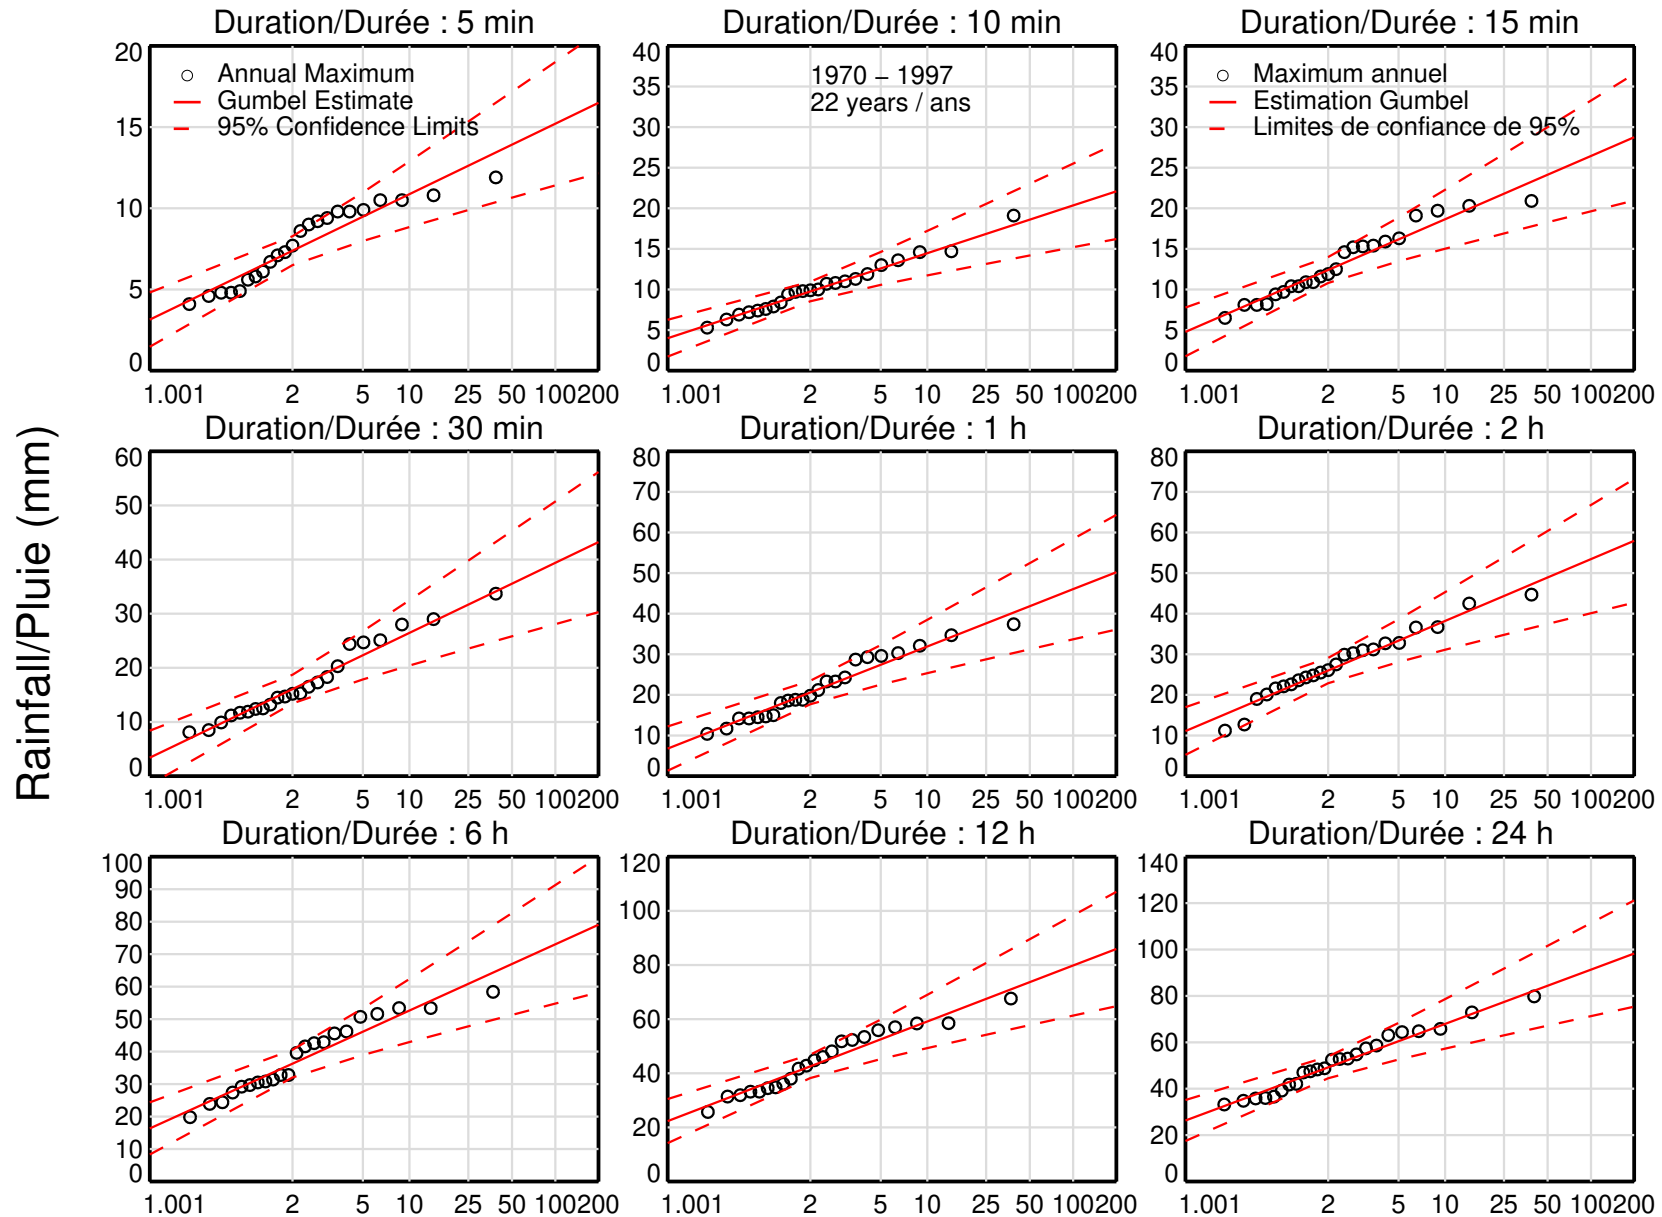 Duration/Durée : 5 min
20
15
10
5
0
Annual Maximum
Gumbel Estimate
95% Confidence Limits
1.001 2 5 10 25 50 100200
Duration/Durée : 10 min
40
35
30
25
20
15
10
5
0
1970 – 1997
22 years / ans
1.001 2 5 10 25 50 100200
Duration/Durée : 15 min
40
35
30
25
20
15
10
5
0
Maximum annuel
Estimation Gumbel
Limites de confiance de 95%
1.001 2 5 10 25 50 100200
Rainfall/Pluie (mm)
Duration/Durée : 30 min
60
50
40
30
20
10
0
1.001 2 5 10 25 50 100200
Duration/Durée : 1 h
80
70
60
50
40
30
20
10
0
1.001 2 5 10 25 50 100200
Duration/Durée : 2 h
80
70
60
50
40
30
20
10
0
1.001 2 5 10 25 50 100200
Duration/Durée : 6 h
100
90
80
70
60
50
40
30
20
10
0
1.001 2 5 10 25 50 100200
Duration/Durée : 12 h
120
100
80
60
40
20
0
1.001 2 5 10 25 50 100200
Duration/Durée : 24 h
140
120
100
80
60
40
20
0
1.001 2 5 10 25 50 100200